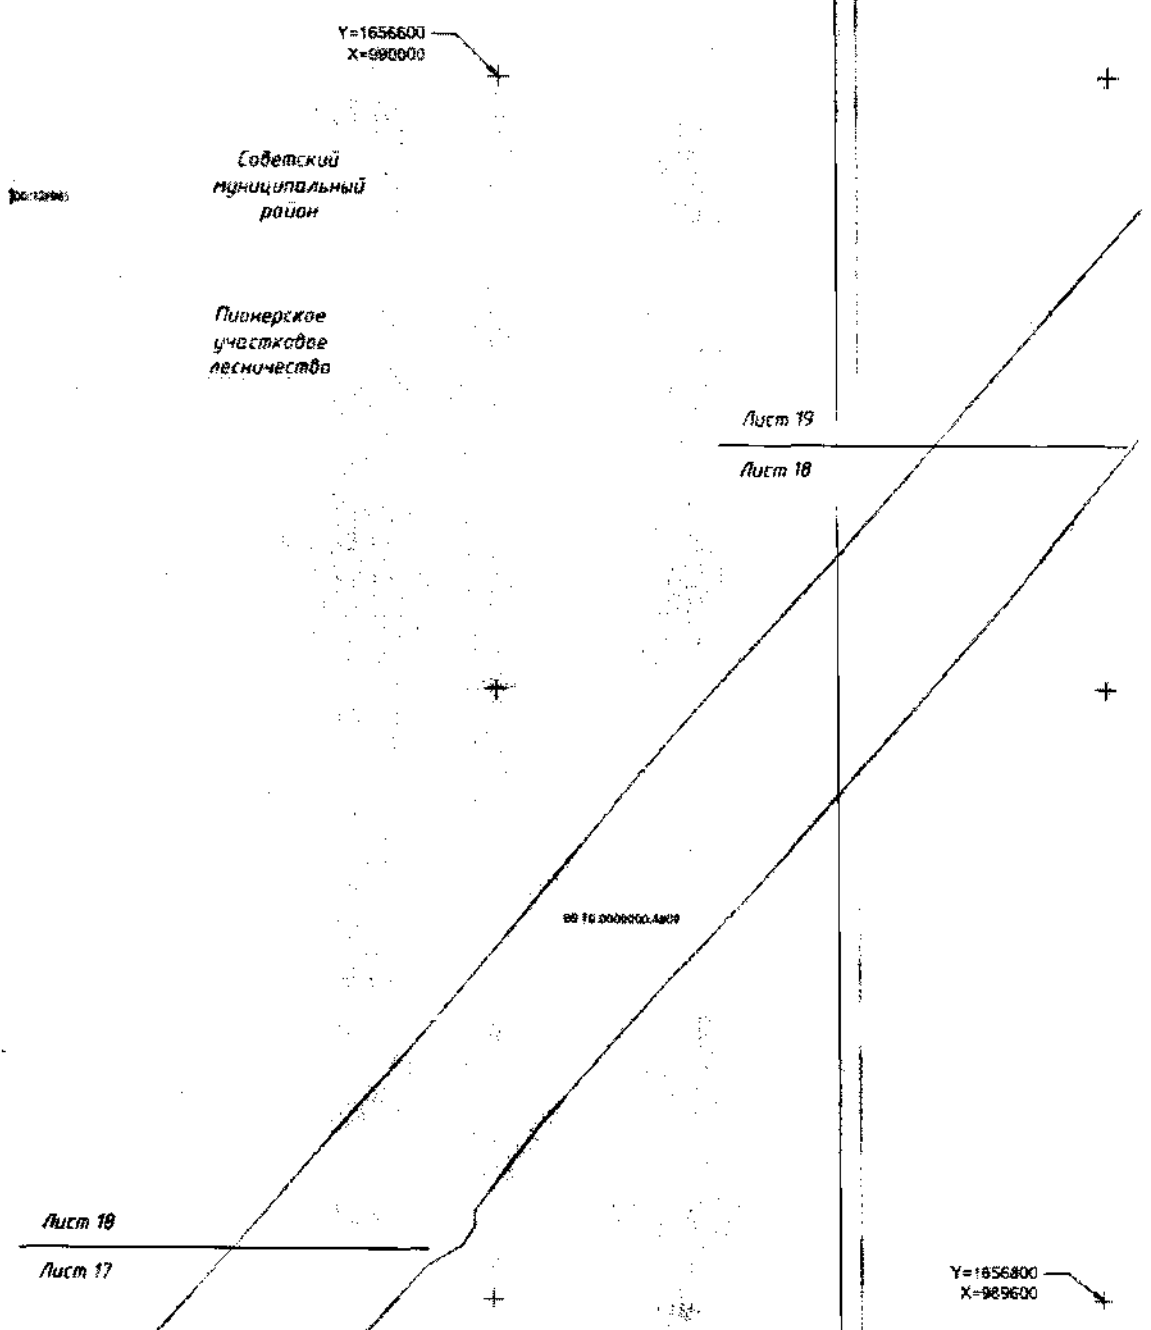 Y=1656600
X=990000
Советский
муниципальный
район
Пионерское
участковое
лесничество
Лист 19
Лист 18
Лист 18
Лист 17
Y=1656800
X=989600